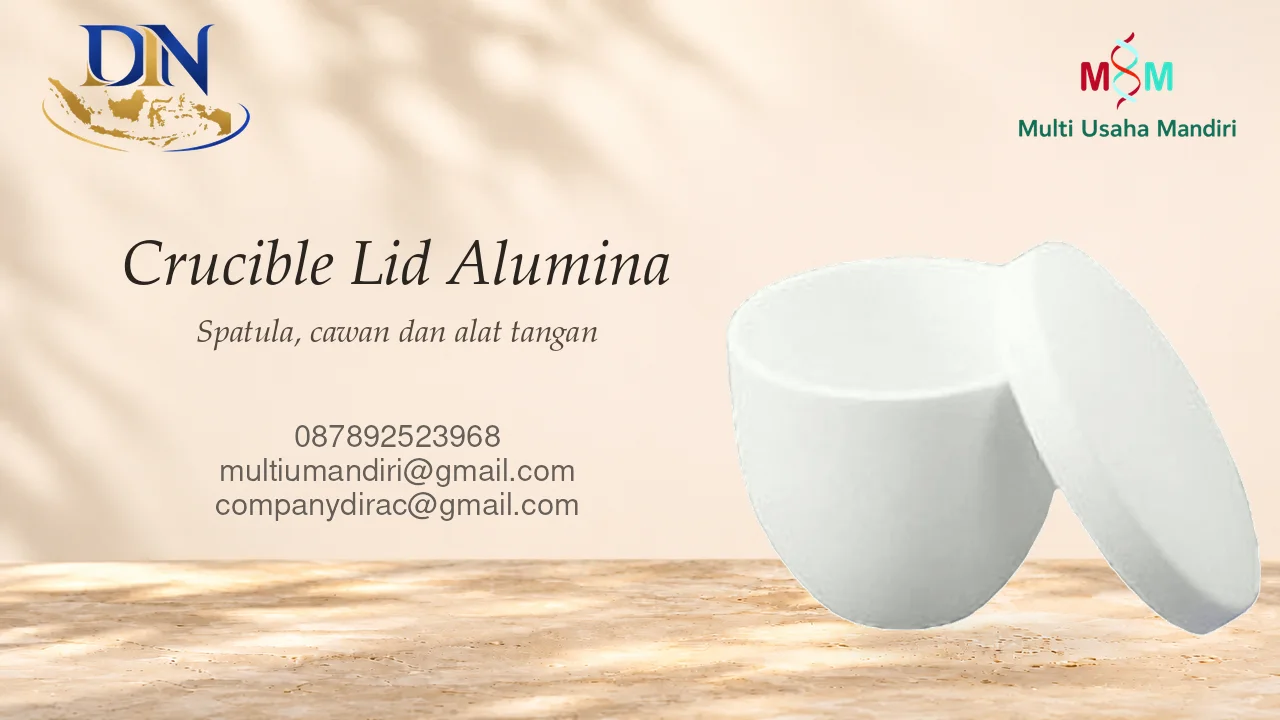 DIN
MSM
Multi Usaha Mandiri
Crucible Lid Alumina
Spatula, cawan dan alat tangan
087892523968
multiumandiri@gmail.com
companydirac@gmail.com